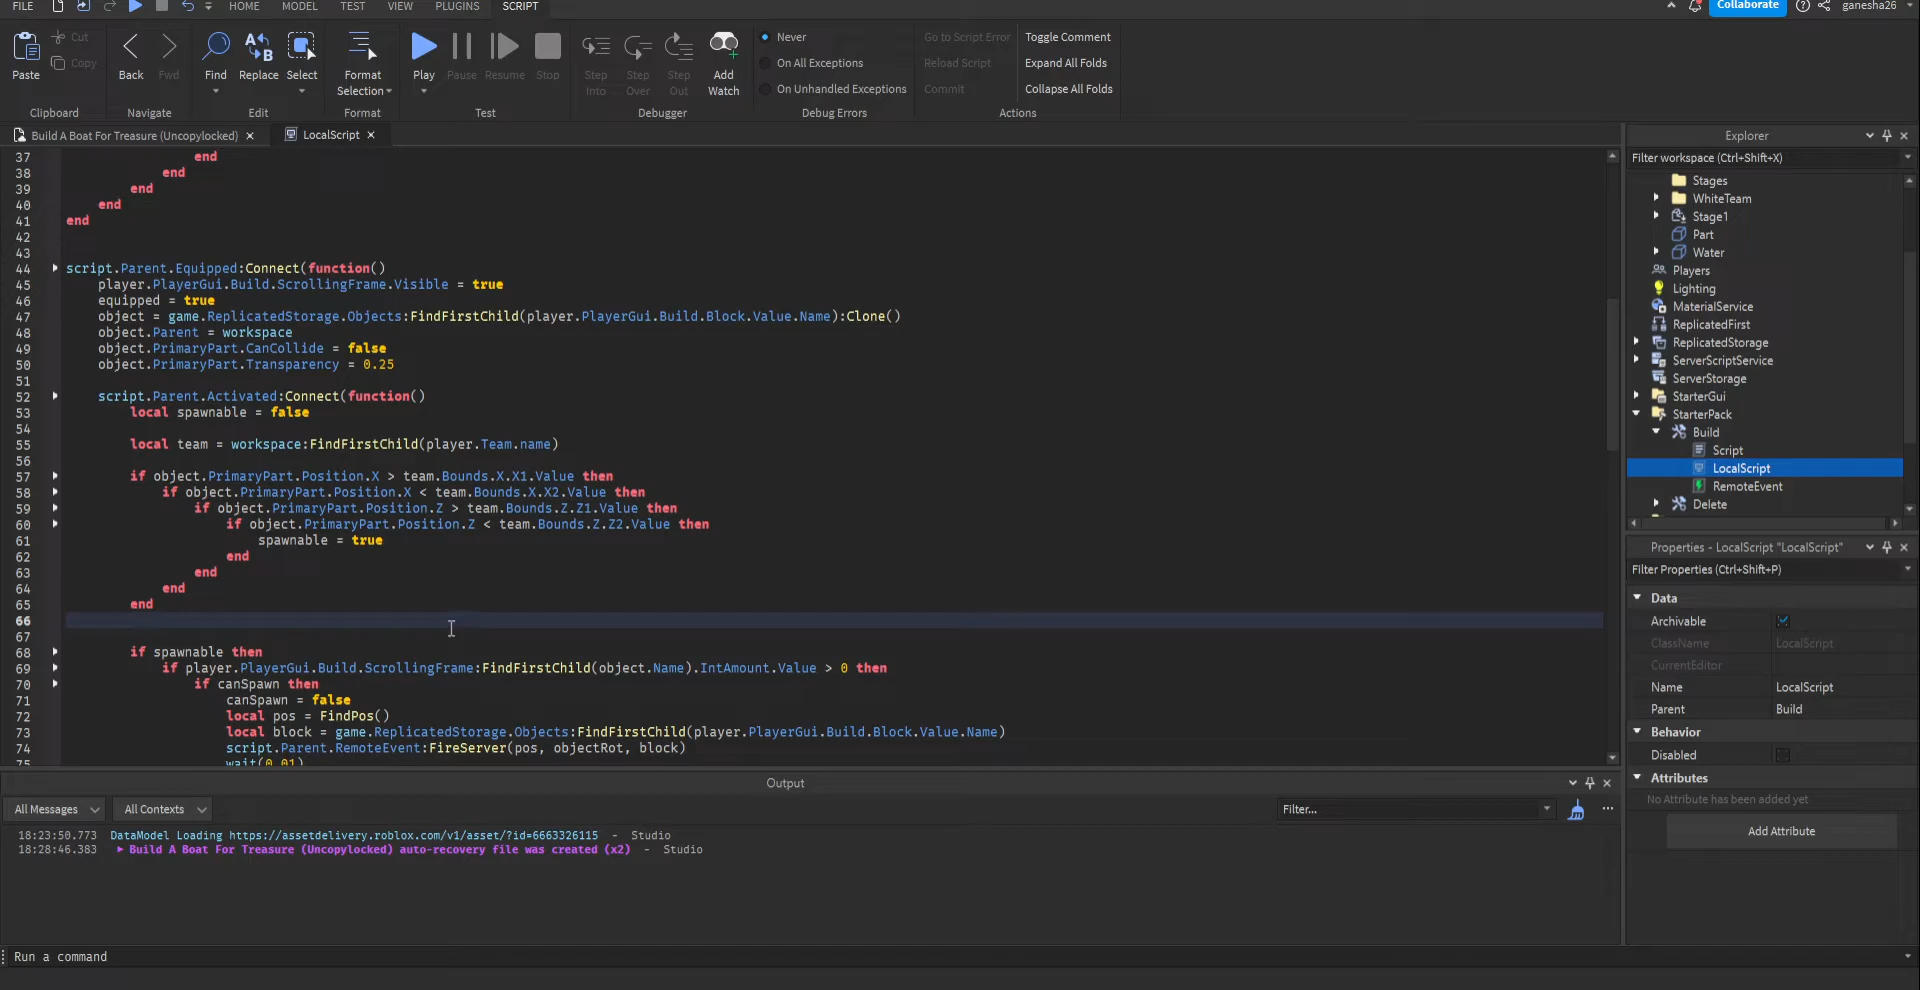 FILE HOME MODEL TEST VIEW PLUGINS SCRIPT Collaborate ganesha26
Paste Cut Copy Back Fwd Find Replace Select Format Selection Play Pause Resume Stop Step Into Step Over Step Out Add Watch
Never
On All Exceptions
On Unhandled Exceptions
Go to Script Error
Reload Script
Commit
Toggle Comment
Expand All Folds
Collapse All Folds
Clipboard Navigate Edit Format Test Debugger Debug Errors Actions
Build A Boat For Treasure (Uncopylocked) LocalScript
37 end
38 end
39 end
40 end
41 end
42
43
44 script.Parent.Equipped:Connect(function()
45 player.PlayerGui.Build.ScrollingFrame.Visible = true
46 equipped = true
47 object = game.ReplicatedStorage.Objects:FindFirstChild(player.PlayerGui.Build.Block.Value.Name):Clone()
48 object.Parent = workspace
49 object.PrimaryPart.CanCollide = false
50 object.PrimaryPart.Transparency = 0.25
51
52 script.Parent.Activated:Connect(function()
53 local spawnable = false
54
55 local team = workspace:FindFirstChild(player.Team.name)
56
57 if object.PrimaryPart.Position.X > team.Bounds.X.X1.Value then
58 if object.PrimaryPart.Position.X < team.Bounds.X.X2.Value then
59 if object.PrimaryPart.Position.Z > team.Bounds.Z.Z1.Value then
60 if object.PrimaryPart.Position.Z < team.Bounds.Z.Z2.Value then
61 spawnable = true
62 end
63 end
64 end
65 end
66
67
68 if spawnable then
69 if player.PlayerGui.Build.ScrollingFrame:FindFirstChild(object.Name).IntAmount.Value > 0 then
70 if canSpawn then
71 canSpawn = false
72 local pos = FindPos()
73 local block = game.ReplicatedStorage.Objects:FindFirstChild(player.PlayerGui.Build.Block.Value.Name)
74 script.Parent.RemoteEvent:FireServer(pos, objectRot, block)
75 wait(0.01)
Output
All Messages All Contexts Filter...
18:23:50.773 DataModel Loading https://assetdelivery.roblox.com/v1/asset/?id=6663326115 - Studio
18:28:46.383 Build A Boat For Treasure (Uncopylocked) auto-recovery file was created (x2) - Studio
Run a command
Explorer
Filter workspace (Ctrl+Shift+X)
Stages
WhiteTeam
Stage1
Part
Water
Players
Lighting
MaterialService
ReplicatedFirst
ReplicatedStorage
ServerScriptService
ServerStorage
StarterGui
StarterPack
Build
Script
LocalScript
RemoteEvent
Delete
Properties - LocalScript "LocalScript"
Filter Properties (Ctrl+Shift+P)
Data
Archivable
ClassName LocalScript
CurrentEditor
Name LocalScript
Parent Build
Behavior
Disabled
Attributes
No Attribute has been added yet
Add Attribute